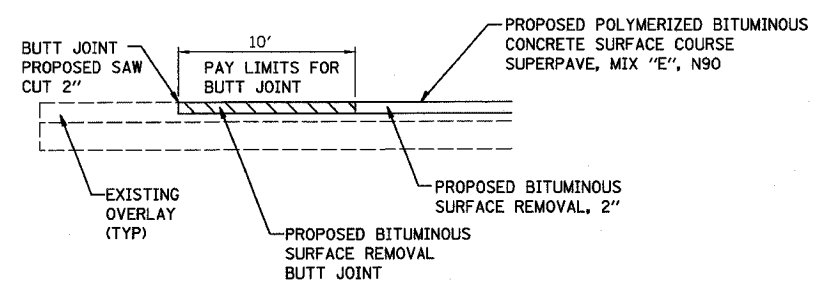 BUTT JOINT
PROPOSED SAW
CUT 2"
10'
PAY LIMITS FOR
BUTT JOINT
PROPOSED POLYMERIZED BITUMINOUS
CONCRETE SURFACE COURSE
SUPERPAVE, MIX "E", N90
EXISTING
OVERLAY
(TYP)
PROPOSED BITUMINOUS
SURFACE REMOVAL
BUTT JOINT
PROPOSED BITUMINOUS
SURFACE REMOVAL, 2"